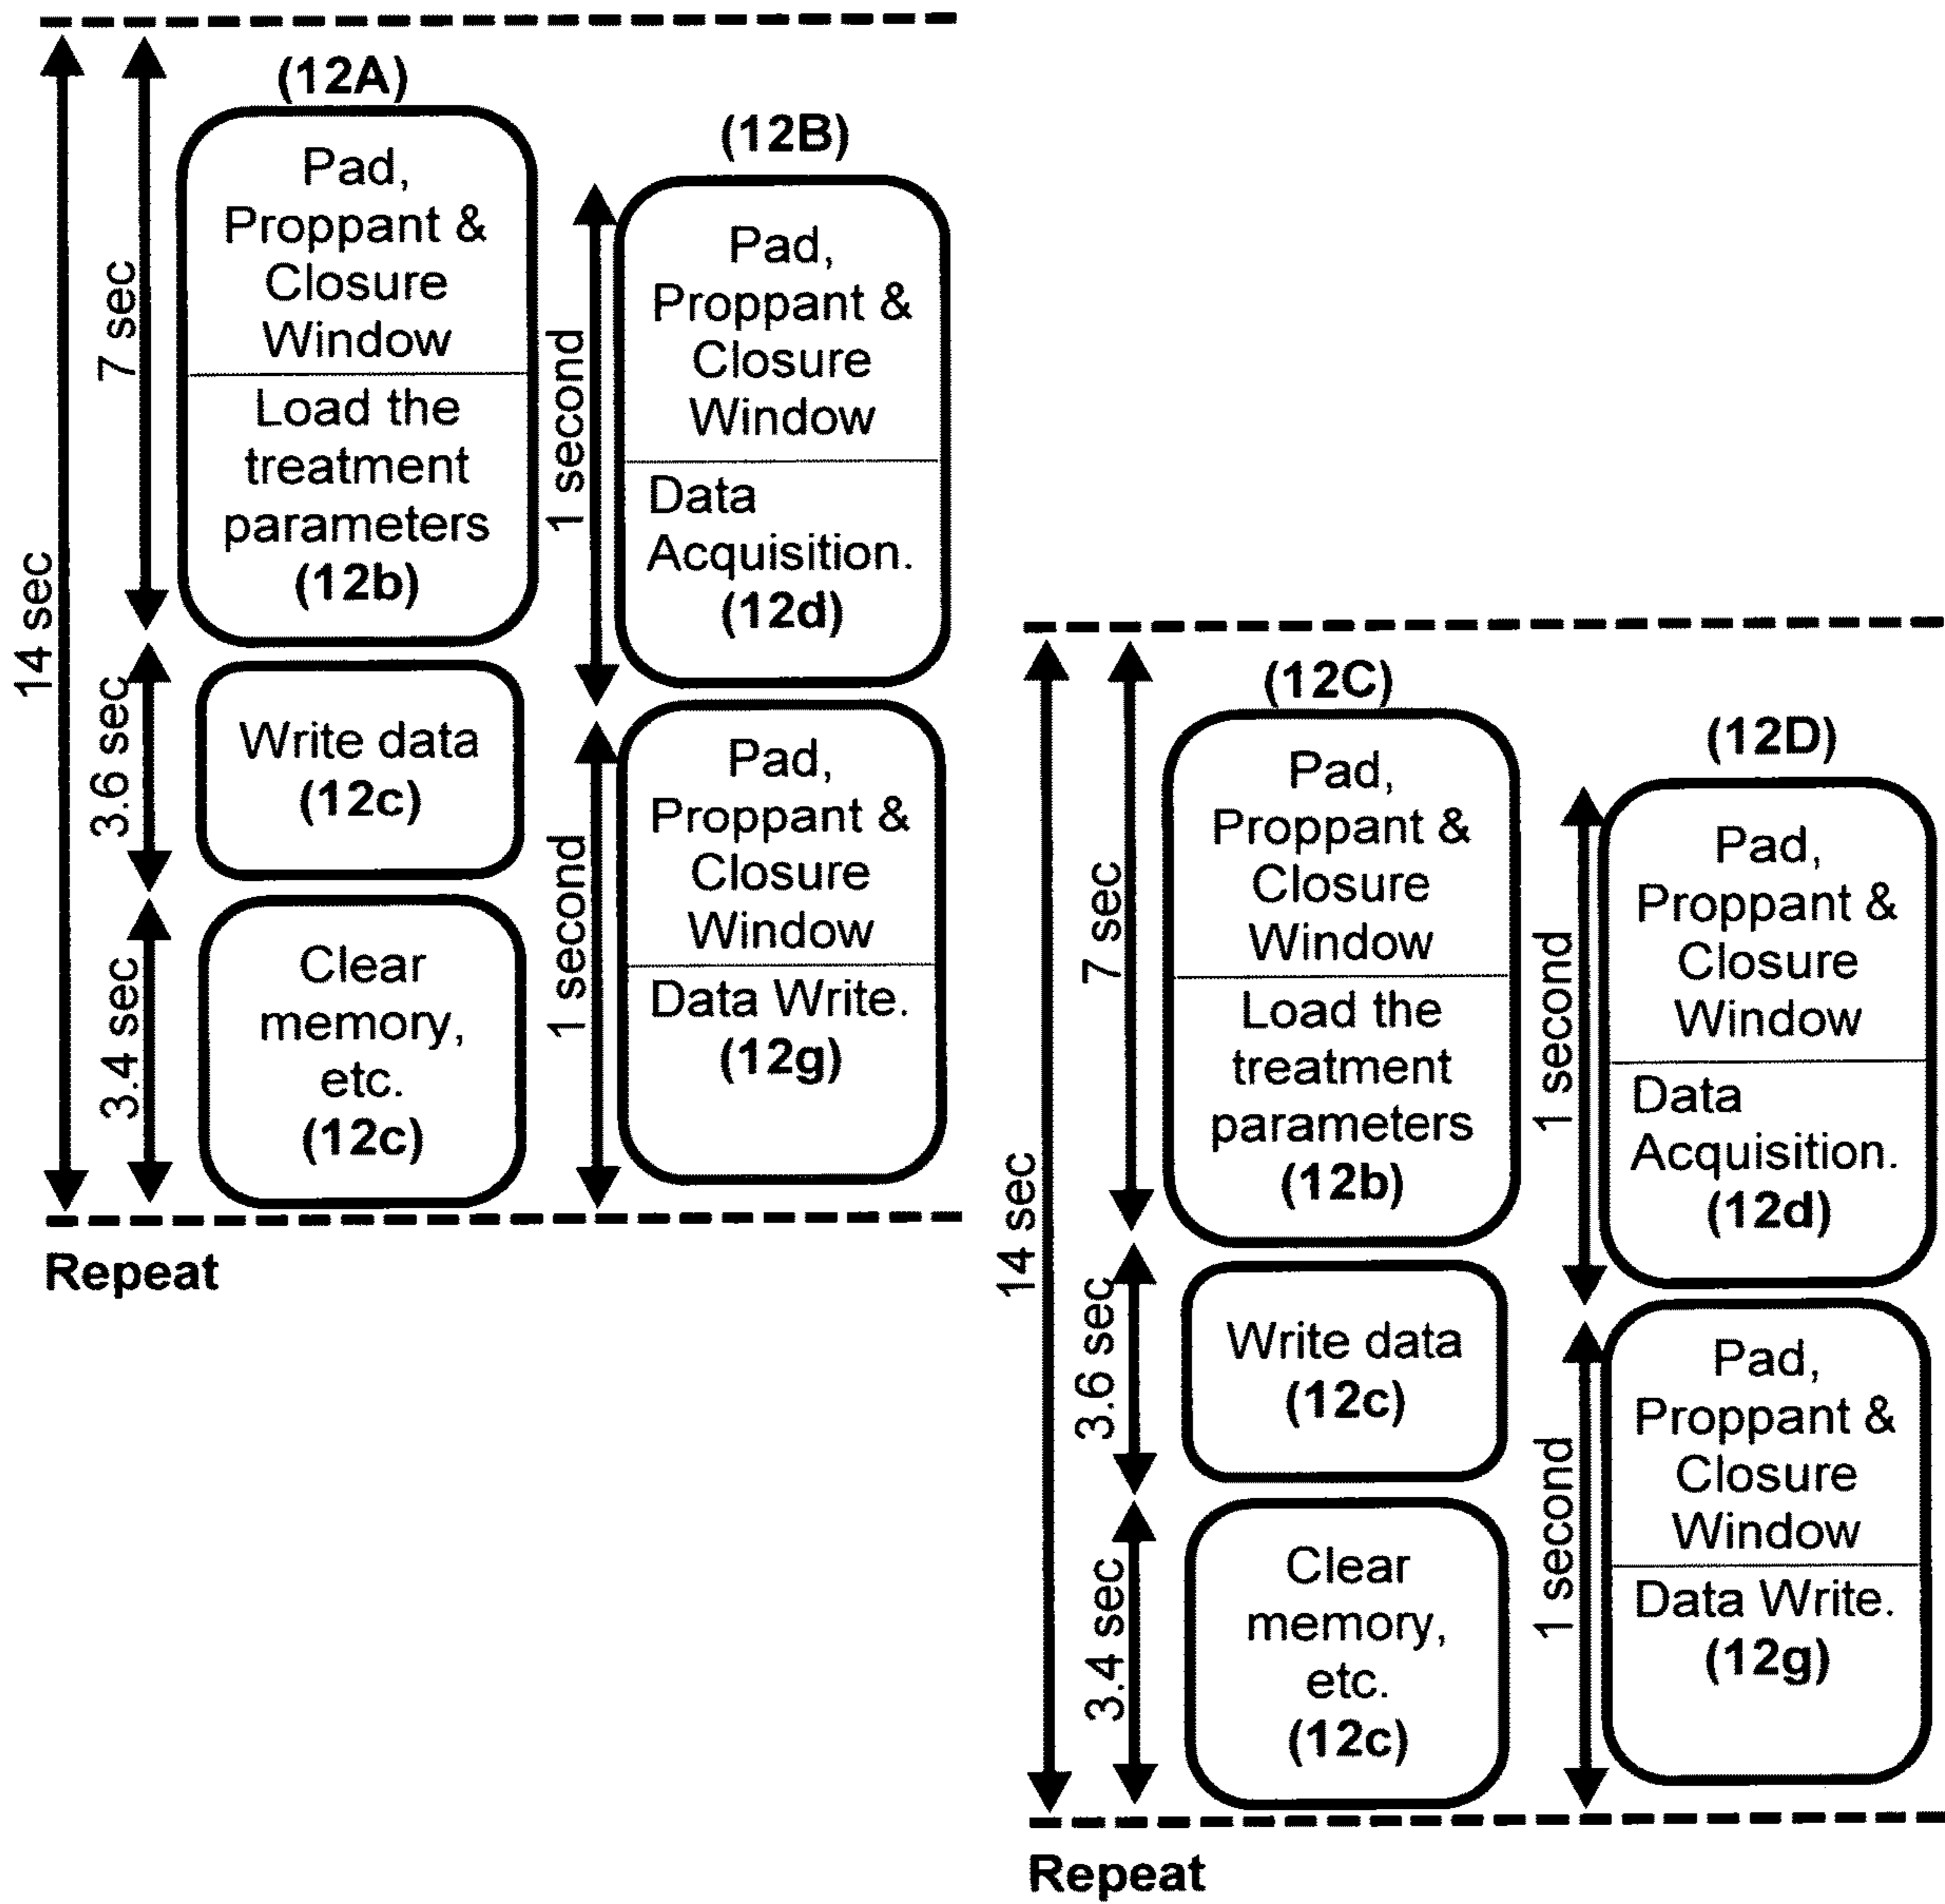 14 sec
7 sec
3.6 sec
3.4 sec
(12A)
Pad,
Proppant &
Closure
Window
Load the
treatment
parameters
(12b)
Write data
(12c)
Clear
memory,
etc.
(12c)
1 second
1 second
(12B)
Pad,
Proppant &
Closure
Window
Data
Acquisition.
(12d)
Pad,
Proppant &
Closure
Window
Data Write.
(12g)
Repeat
14 sec
7 sec
3.6 sec
3.4 sec
(12C)
Pad,
Proppant &
Closure
Window
Load the
treatment
parameters
(12b)
Write data
(12c)
Clear
memory,
etc.
(12c)
1 second
1 second
(12D)
Pad,
Proppant &
Closure
Window
Data
Acquisition.
(12d)
Pad,
Proppant &
Closure
Window
Data Write.
(12g)
Repeat